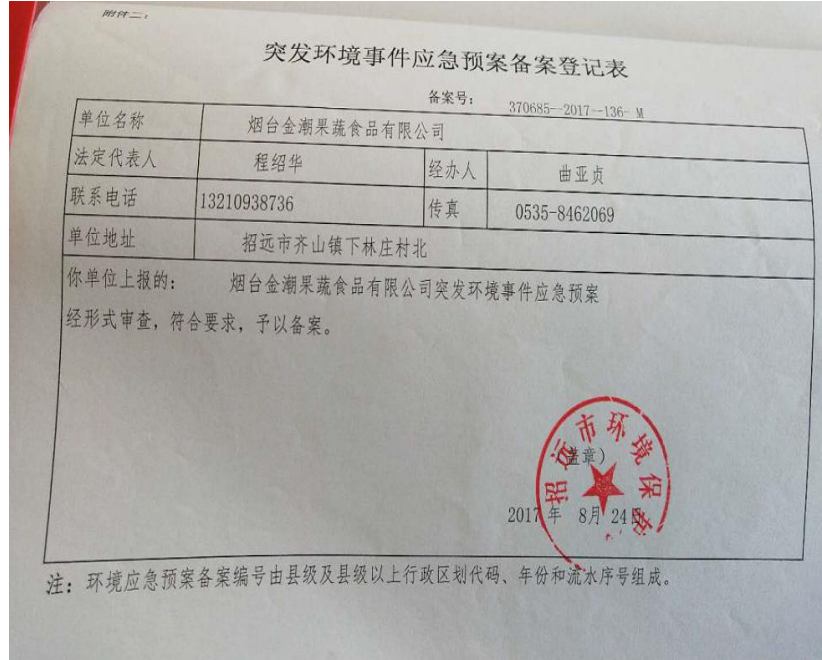 附件二:
突发环境事件应急预案备案登记表
备案号: 370685--2017--136- M
单位名称 烟台金潮果蔬食品有限公司
法定代表人 程绍华 经办人 曲亚贞
联系电话 13210938736 传真 0535-8462069
单位地址 招远市齐山镇下林庄村北
你单位上报的: 烟台金潮果蔬食品有限公司突发环境事件应急预案
经形式审查，符合要求，予以备案。
招远市环境保
(盖章)
2017 年 8月 24日
注: 环境应急预案备案编号由县级及县级以上行政区划代码、年份和流水序号组成。